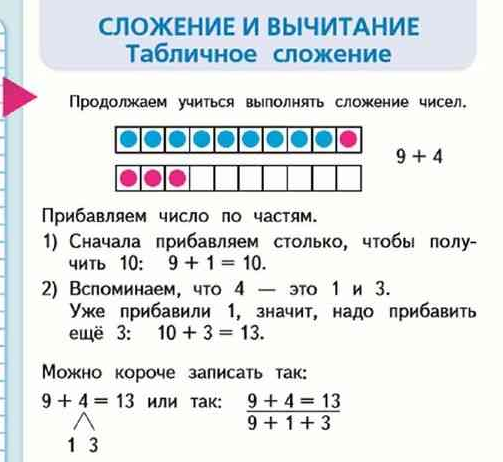 СЛОЖЕНИЕ И ВЫЧИТАНИЕ
Табличное сложение
Продолжаем учиться выполнять сложение чисел.
9 + 4
Прибавляем число по частям.
1) Сначала прибавляем столько, чтобы полу-
чить 10: 9 + 1 = 10.
2) Вспоминаем, что 4 — это 1 и 3.
Уже прибавили 1, значит, надо прибавить
ещё 3: 10 + 3 = 13.
Можно короче записать так:
9 + 4 = 13 или так: 9 + 4 = 13
9 + 1 + 3
1 3